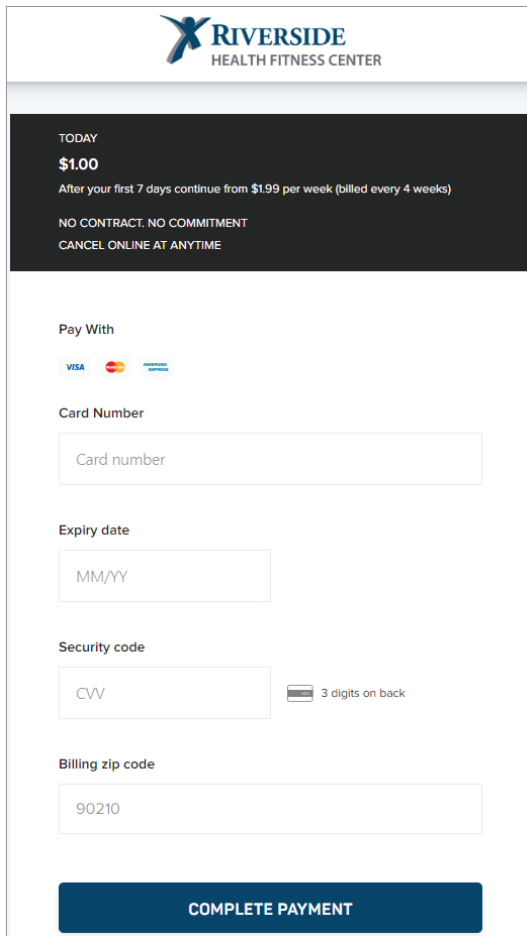 RIVERSIDE
HEALTH FITNESS CENTER
TODAY
$1.00
After your first 7 days continue from $1.99 per week (billed every 4 weeks)
NO CONTRACT. NO COMMITMENT
CANCEL ONLINE AT ANYTIME
Pay With
VISA AMERICAN EXPRESS
Card Number
Card number
Expiry date
MM/YY
Security code
CVV 3 digits on back
Billing zip code
90210
COMPLETE PAYMENT